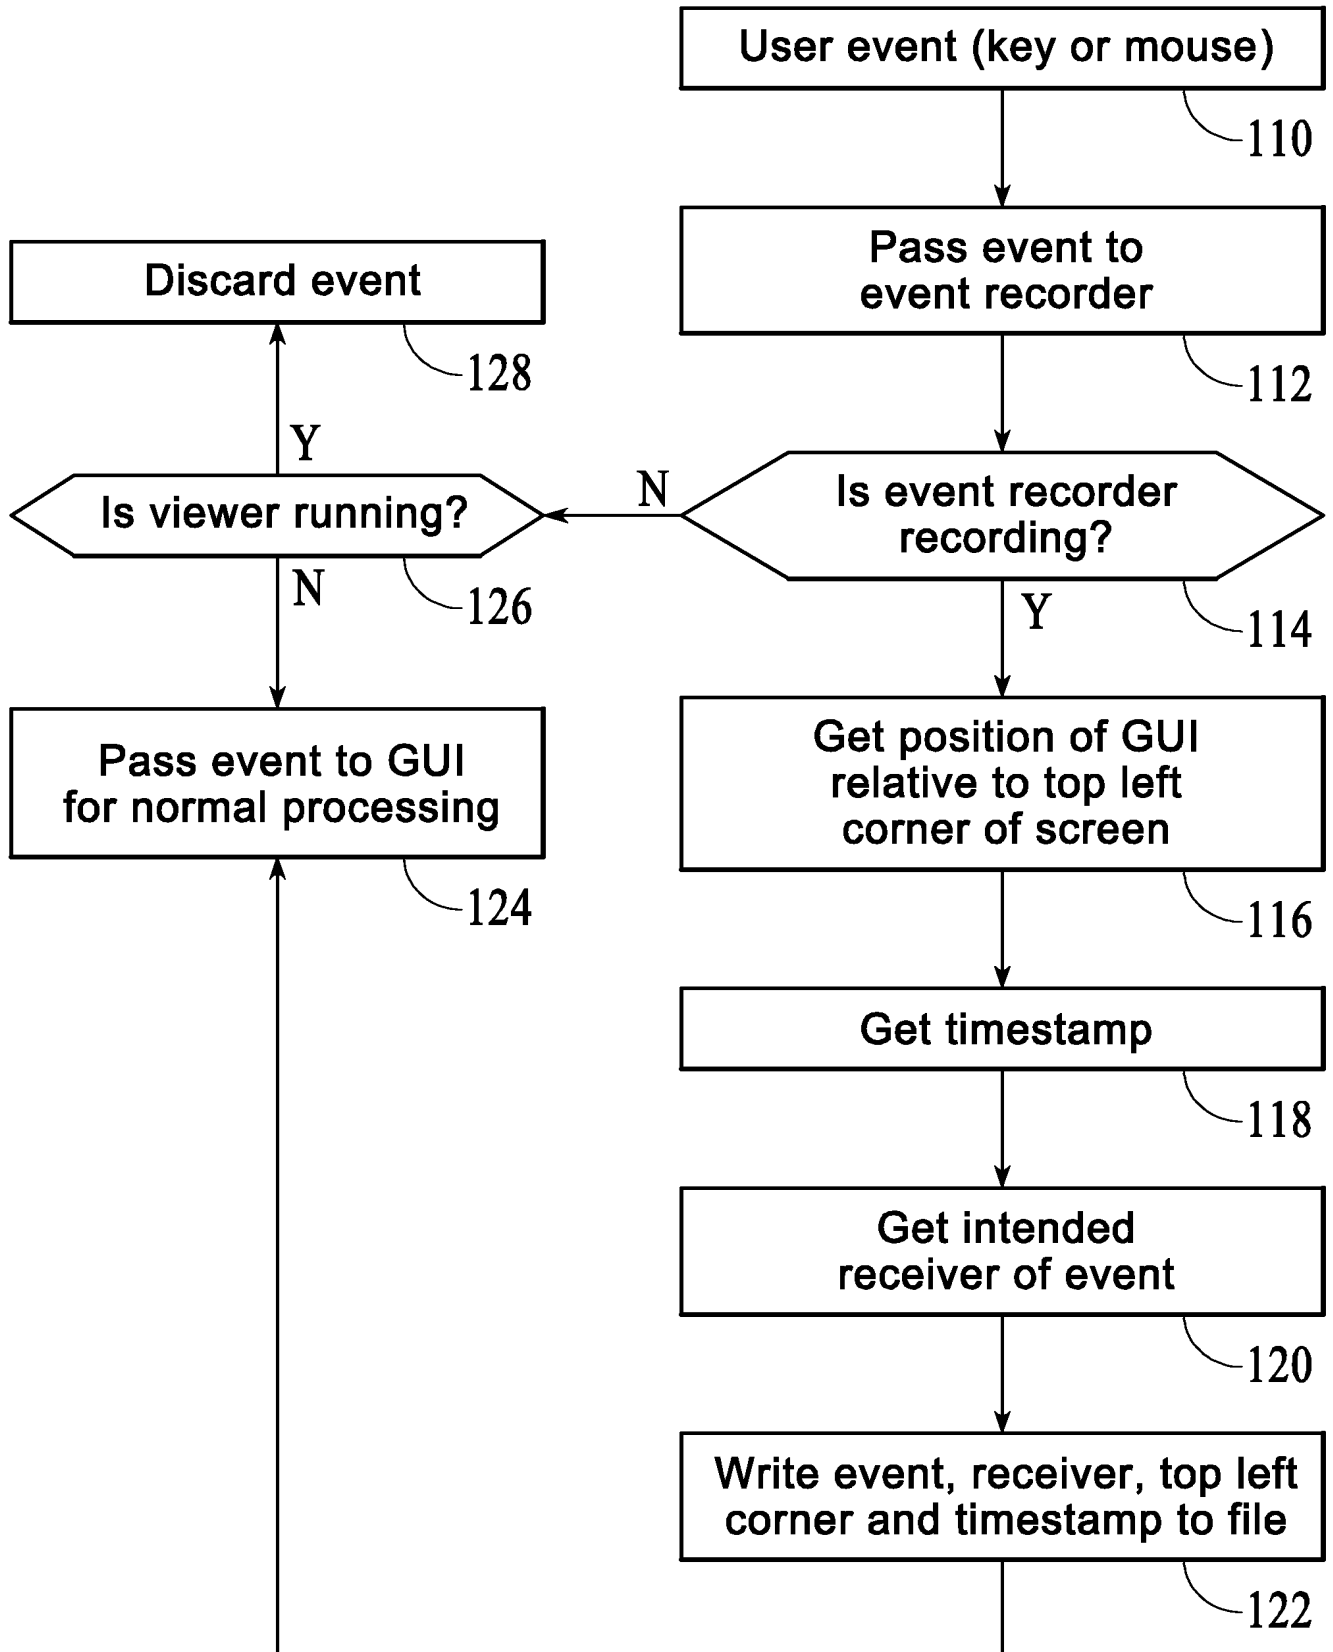 User event (key or mouse)
110
Pass event to
event recorder
112
Discard event
128
Y
Is viewer running?
N
126
N
Is event recorder
recording?
114
Y
Pass event to GUI
for normal processing
124
Get position of GUI
relative to top left
corner of screen
116
Get timestamp
118
Get intended
receiver of event
120
Write event, receiver, top left
corner and timestamp to file
122